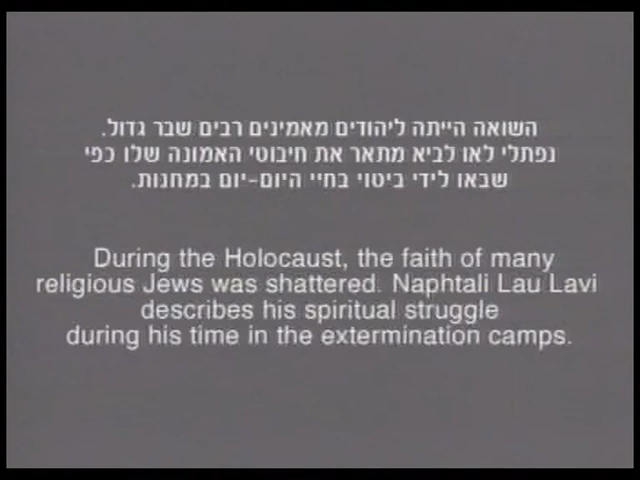 השואה הייתה ליהודים מאמינים רבים שבר גדול.
נפתלי לאו לביא מתאר את חיבוטי האמונה שלו כפי
שבאו לידי ביטוי בחיי היום-יום במחנות.
During the Holocaust, the faith of many
religious Jews was shattered. Naphtali Lau Lavi
describes his spiritual struggle
during his time in the extermination camps.